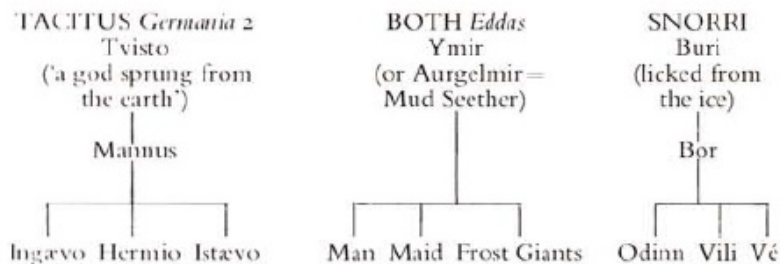 TACITUS Germania 2
Tvisto
('a god sprung from
the earth')
Mannus
Ingævo Hermio Istævo
BOTH Eddas
Ymir
(or Aurgelmir =
Mud Seether)
Man Maid Frost Giants
SNORRI
Buri
(licked from
the ice)
Bor
Odinn Vili Vé